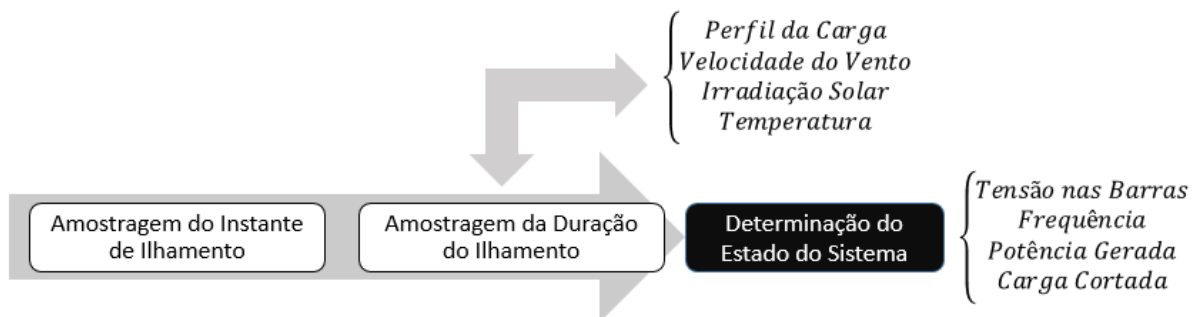 Perfil da Carga
Velocidade do Vento
Irradiação Solar
Temperatura
Amostragem do Instante
de Ilhamento
Amostragem da Duração
do Ilhamento
Determinação do
Estado do Sistema
Tensão nas Barras
Frequência
Potência Gerada
Carga Cortada